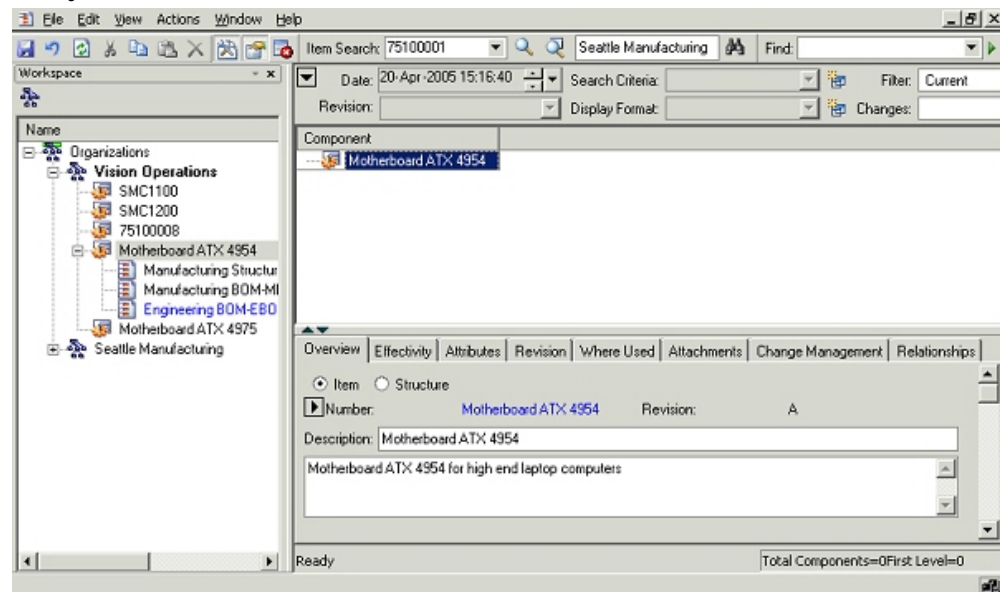 File Edit View Actions Window Help
Item Search: 75100001 Seattle Manufacturing Find:
Workspace
Date: 20-Apr-2005 15:16:40 Search Criteria: Filter: Current
Revision: Display Format: Changes:
Name
Component
Organizations
Motherboard ATX 4954
Vision Operations
SMC1100
SMC1200
75100008
Motherboard ATX 4954
Manufacturing Structur
Manufacturing BOM-MI
Engineering BOM-EBO
Motherboard ATX 4975
Seattle Manufacturing
Overview Effectivity Attributes Revision Where Used Attachments Change Management Relationships
Item Structure
Number: Motherboard ATX 4954 Revision: A
Description: Motherboard ATX 4954
Motherboard ATX 4954 for high end laptop computers
Ready Total Components=0First Level=0